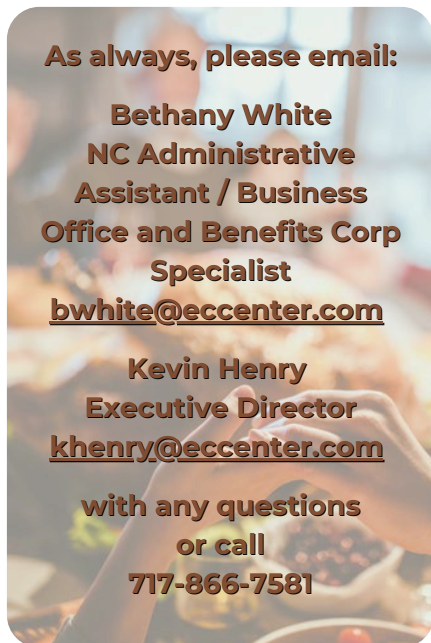 As always, please email:
Bethany White
NC Administrative
Assistant / Business
Office and Benefits Corp
Specialist
bwhite@eccenter.com
Kevin Henry
Executive Director
khenry@eccenter.com
with any questions
or call
717-866-7581